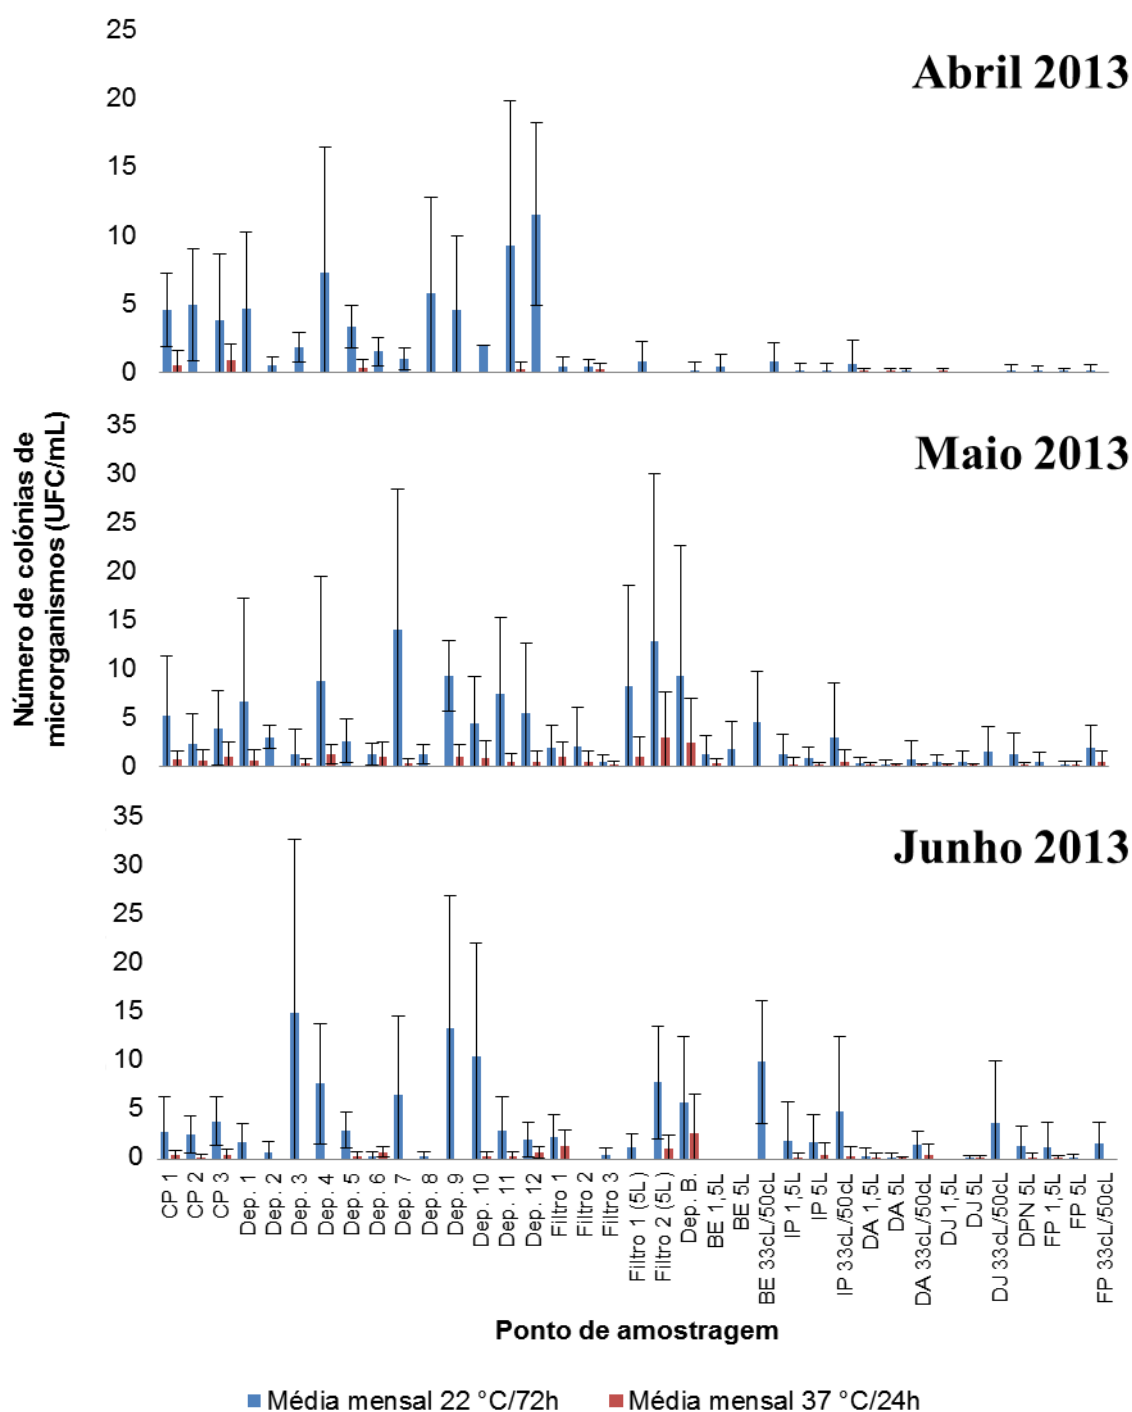 25
20
15
10
5
0
Abril 2013
Número de colónias de
microrganismos (UFC/mL)
35
30
25
20
15
10
5
0
Maio 2013
35
30
25
20
15
10
5
0
Junho 2013
CP 1
CP 2
CP 3
Dep. 1
Dep. 2
Dep. 3
Dep. 4
Dep. 5
Dep. 6
Dep. 7
Dep. 8
Dep. 9
Dep. 10
Dep. 11
Dep. 12
Filtro 1
Filtro 2
Filtro 3
Filtro 1 (5L)
Filtro 2 (5L)
Dep. B.
BE 1,5L
BE 5L
BE 33cL/50cL
IP 1,5L
IP 5L
IP 33cL/50cL
DA 1,5L
DA 5L
DA 33cL/50cL
DJ 1,5L
DJ 5L
DJ 33cL/50cL
DPN 5L
FP 1,5L
FP 5L
FP 33cL/50cL
Ponto de amostragem
Média mensal 22 °C/72h
Média mensal 37 °C/24h